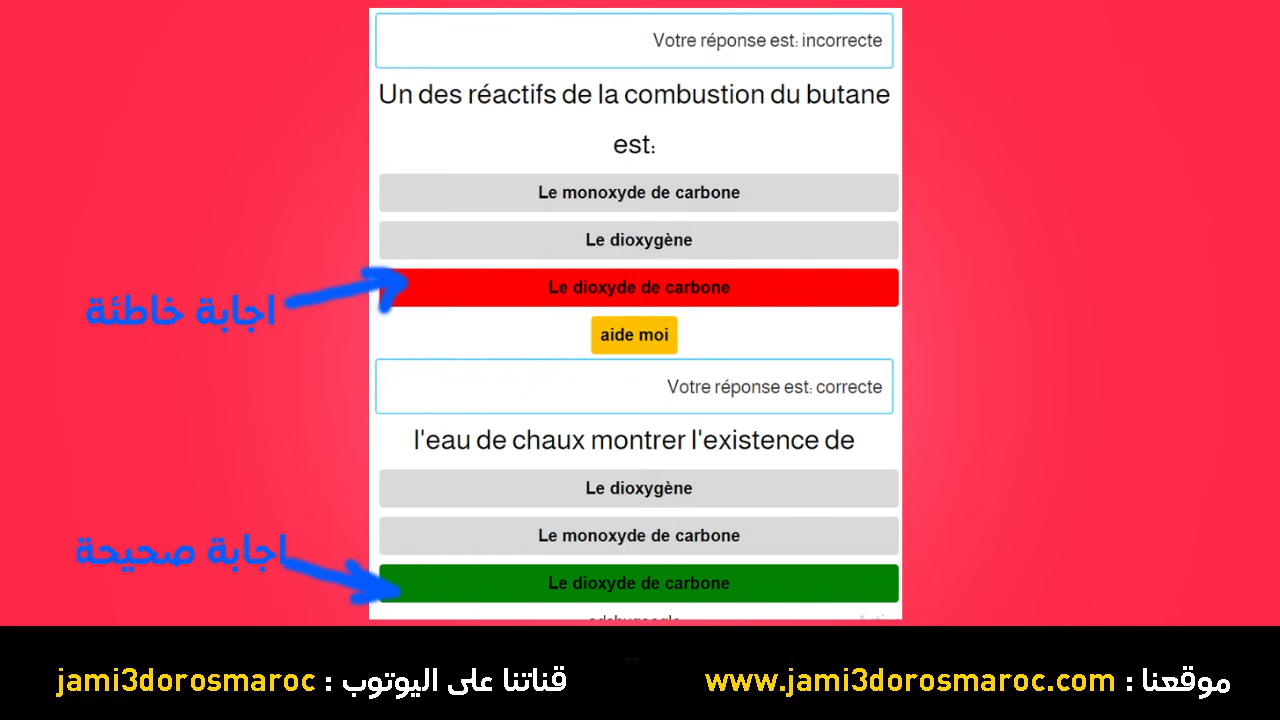 Votre réponse est: incorrecte
Un des réactifs de la combustion du butane
est:
Le monoxyde de carbone
Le dioxygène
Le dioxyde de carbone
اجابة خاطئة
aide moi
Votre réponse est: correcte
l'eau de chaux montrer l'existence de
Le dioxygène
Le monoxyde de carbone
Le dioxyde de carbone
اجابة صحيحة
قناتنا على اليوتوب : jami3dorosmaroc
موقعنا : www.jami3dorosmaroc.com